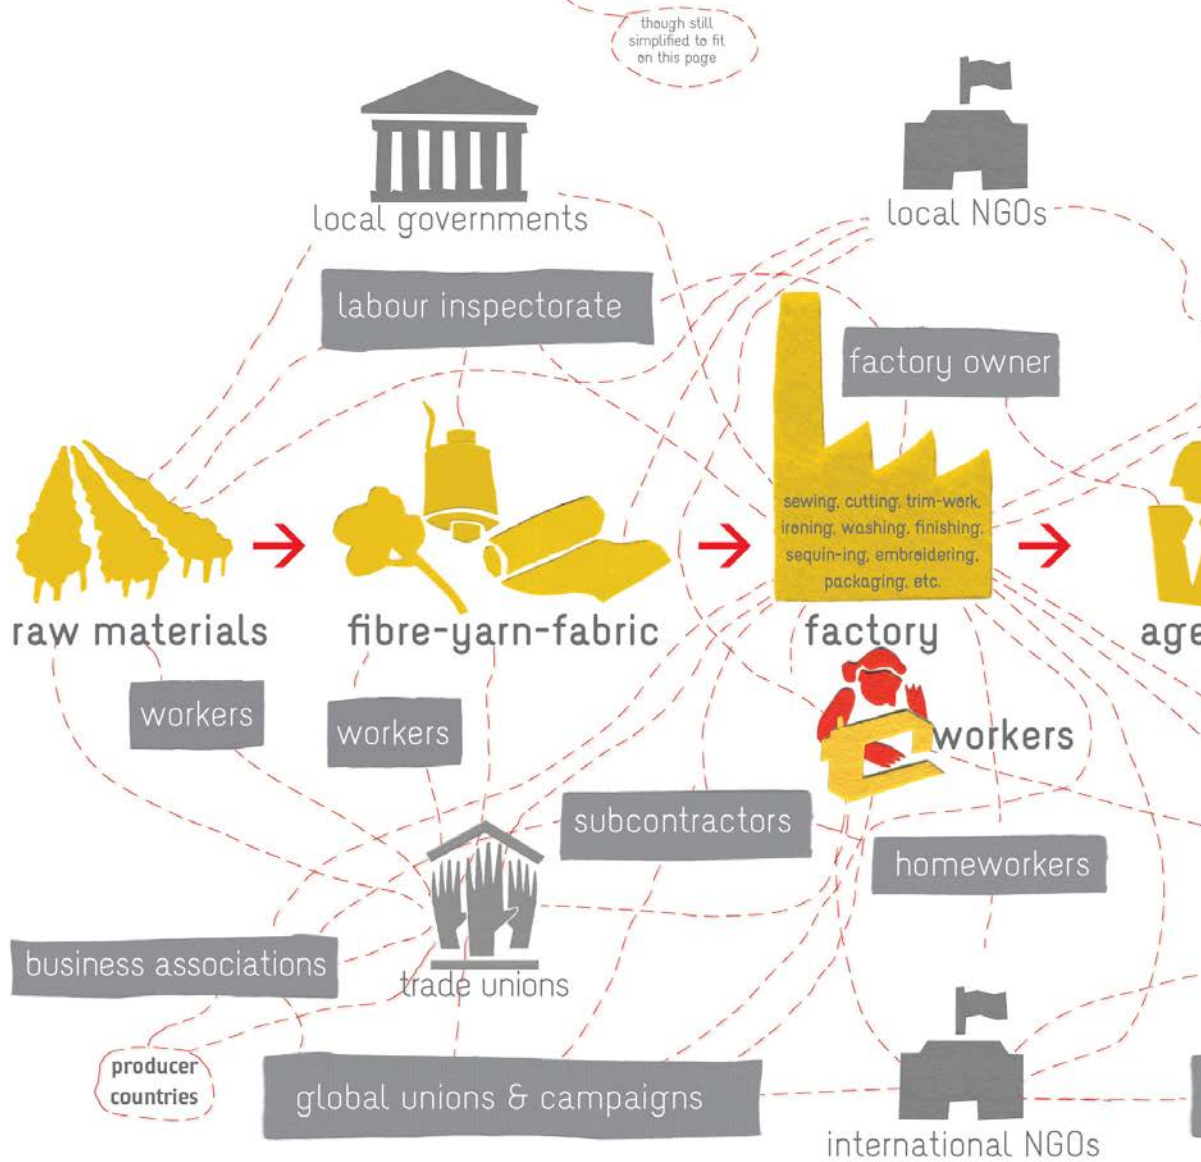 though still
simplified to fit
on this page
local governments
local NGOs
labour inspectorate
factory owner
sewing, cutting, trim-work,
ironing, washing, finishing,
sequin-ing, embroidering,
packaging, etc.
raw materials
fibre-yarn-fabric
factory
age
workers
workers
workers
subcontractors
homeworkers
business associations
trade unions
producer
countries
global unions & campaigns
international NGOs